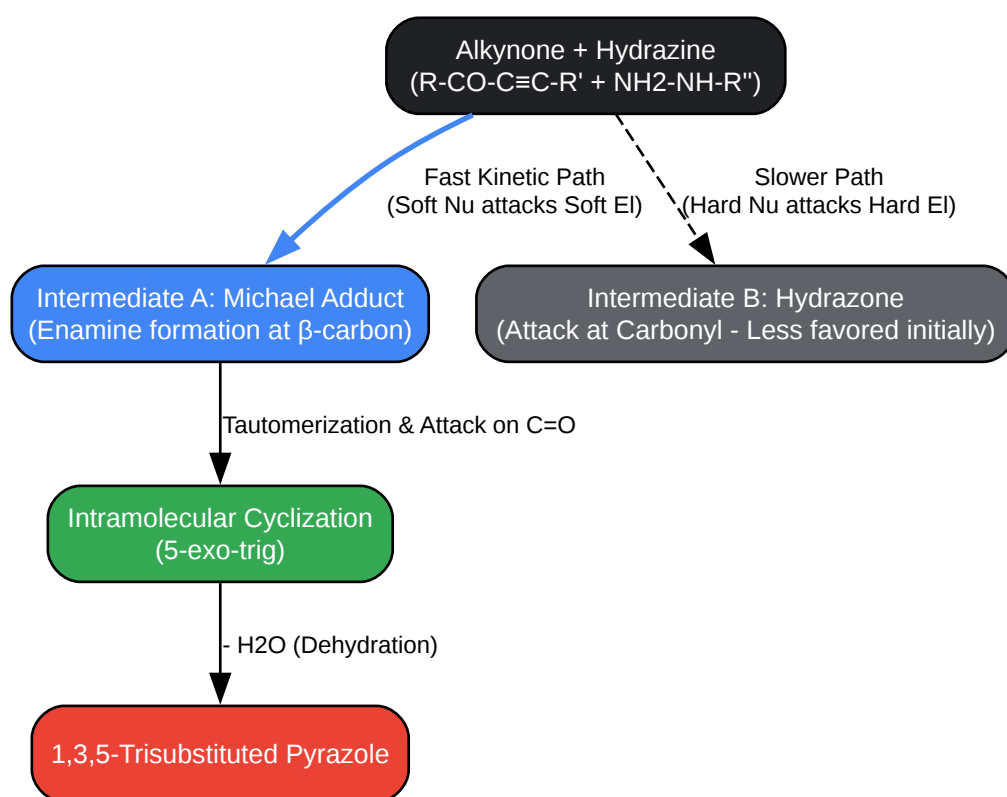 Alkynone + Hydrazine
(R-CO-C≡C-R' + NH2-NH-R'')
Fast Kinetic Path
(Soft Nu attacks Soft El)
Slower Path
(Hard Nu attacks Hard El)
Intermediate A: Michael Adduct
(Enamine formation at β-carbon)
Intermediate B: Hydrazone
(Attack at Carbonyl - Less favored initially)
Tautomerization & Attack on C=O
Intramolecular Cyclization
(5-exo-trig)
- H2O (Dehydration)
1,3,5-Trisubstituted Pyrazole